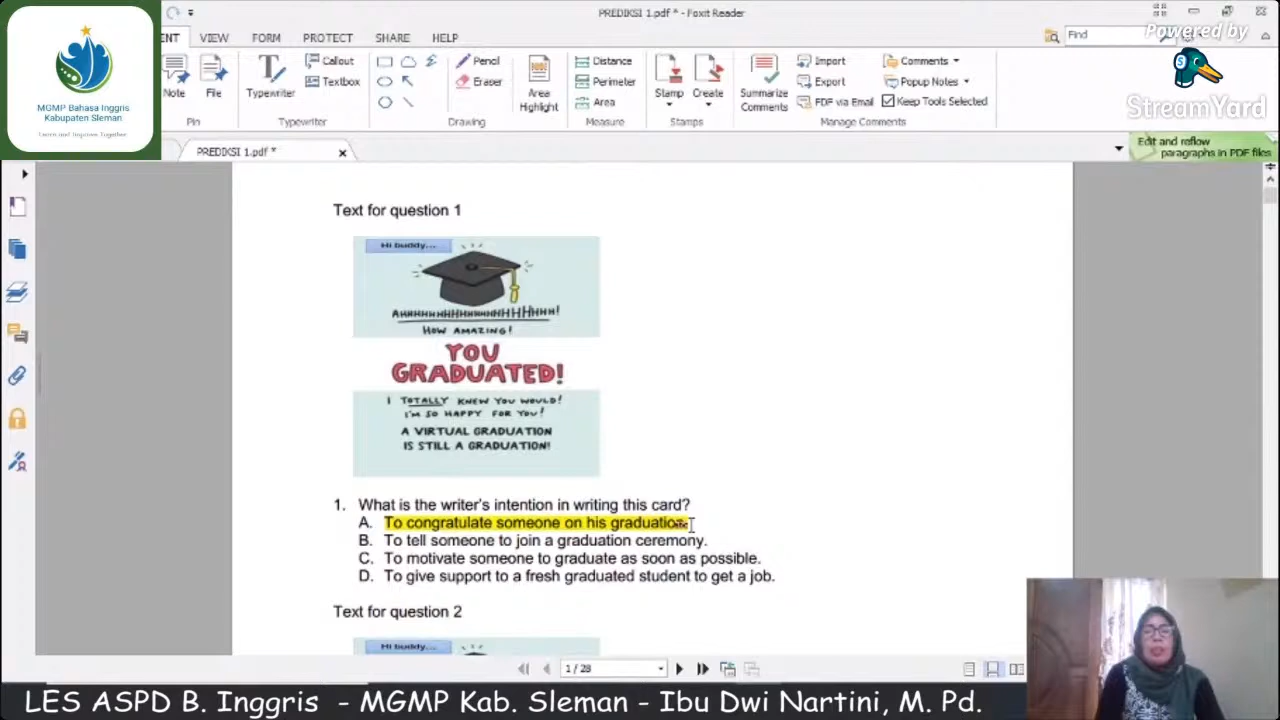 PREDIKSI 1.pdf * - Foxit Reader
VIEW FORM PROTECT SHARE HELP
Find
Powered by
StreamYard
MGMP Bahasa Inggris
Kabupaten Sleman
Learn and Improve Together
Note File
Pin
Typewriter
Callout
Textbox
Typewriter
Pencil
Eraser
Area
Highlight
Drawing
Distance
Perimeter
Area
Measure
Stamp Create
Stamps
Summarize
Comments
Import
Export
FDF via Email
Comments
Popup Notes
Keep Tools Selected
Manage Comments
PREDIKSI 1.pdf *
Edit and reflow
paragraphs in PDF files
Text for question 1
Hi buddy...
HOW AMAZING!
YOU
GRADUATED!
I TOTALLY KNEW YOU WOULD!
I'M SO HAPPY FOR YOU!
A VIRTUAL GRADUATION
IS STILL A GRADUATION!
1. What is the writer's intention in writing this card?
A. To congratulate someone on his graduation.
B. To tell someone to join a graduation ceremony.
C. To motivate someone to graduate as soon as possible.
D. To give support to a fresh graduated student to get a job.
Text for question 2
Hi buddy...
1 / 28
LES ASPD B. Inggris - MGMP Kab. Sleman - Ibu Dwi Nartini, M. Pd.